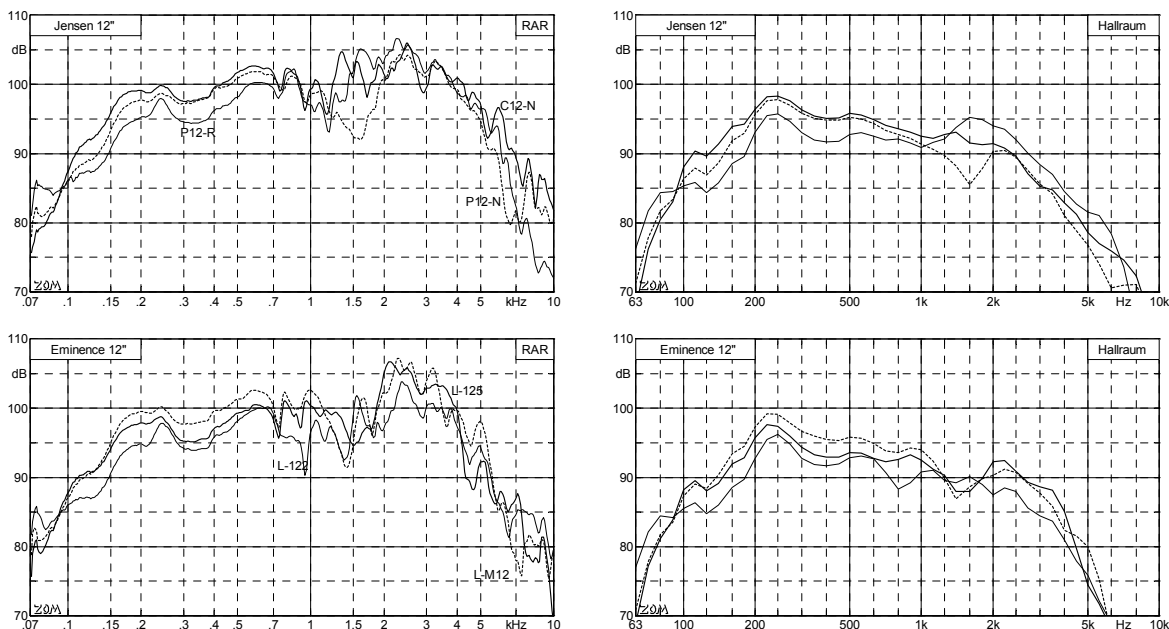 110 Jensen 12" RAR
dB
100
90
80
70
C12-N
P12-R
P12-N
ZOM
.07 .1 .15 .2 .3 .4 .5 .7 1 1.5 2 3 4 5 kHz 10
110 Jensen 12" Hallraum
dB
100
90
80
70
ZOM
63 100 200 500 1k 2k 5k Hz 10k
110 Eminence 12" RAR
dB
100
90
80
70
L-125
L-122
L-M12
ZOM
.07 .1 .15 .2 .3 .4 .5 .7 1 1.5 2 3 4 5 kHz 10
110 Eminence 12" Hallraum
dB
100
90
80
70
ZOM
63 100 200 500 1k 2k 5k Hz 10k